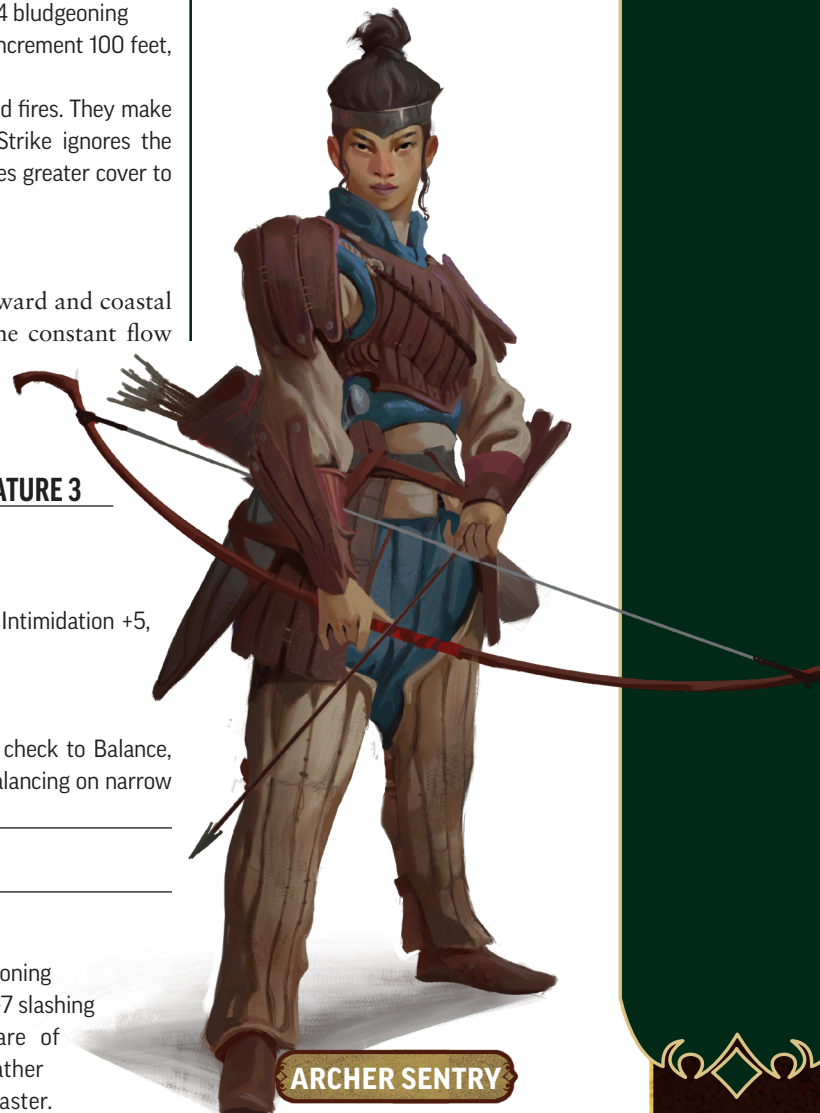 4 bludgeoning
ncrement 100 feet,
d fires. They make
Strike ignores the
es greater cover to
ward and coastal
ne constant flow
ATURE 3
Intimidation +5,
check to Balance,
alancing on narrow
oning
7 slashing
are of
ather
aster.
ARCHER SENTRY